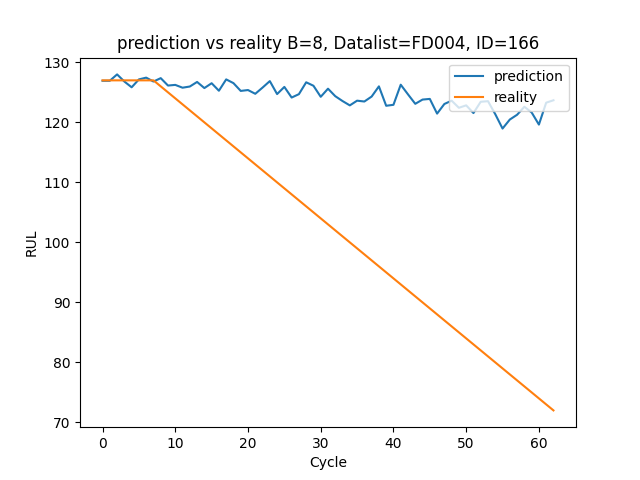 prediction vs reality B=8, Datalist=FD004, ID=166
prediction
reality
130
120
110
100
90
80
70
RUL
0 10 20 30 40 50 60
Cycle